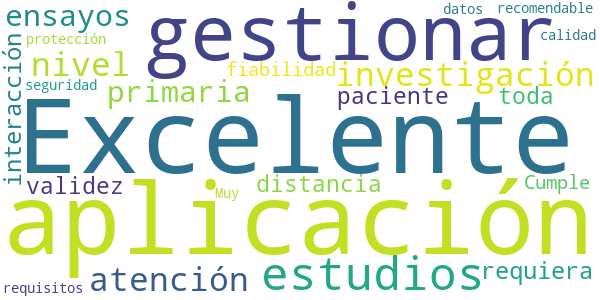 ensayos
gestionar
datos
recomendable
calidad
protección
interacción
nivel
fiabilidad
investigación
seguridad
primaria
paciente
toda
Excelente
validez
distancia
Cumple
Muy
aplicación
requisitos
atención
estudios
requiera